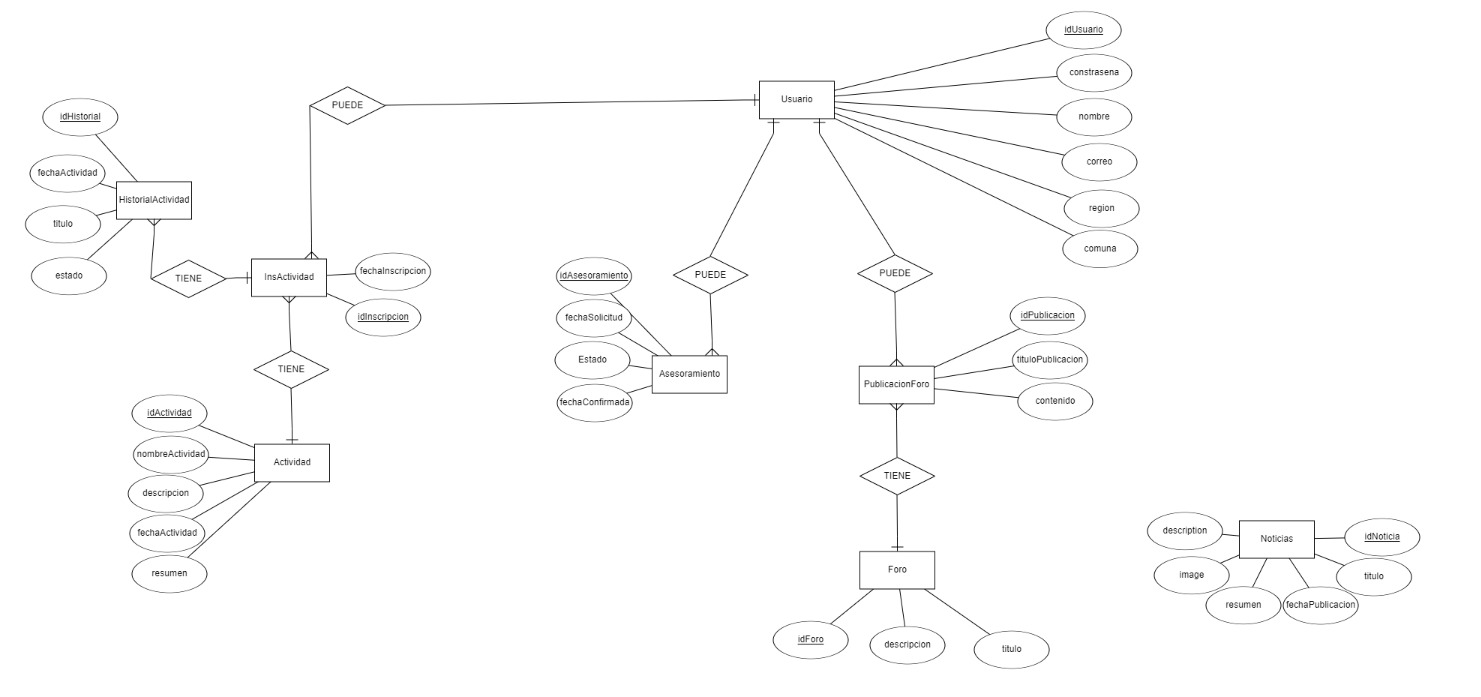 idUsuario
constrasena
Usuario
PUEDE
nombre
idHistorial
correo
fechaActividad
HistorialActividad
region
titulo
comuna
estado
TIENE
InsActividad
fechaInscripcion
idInscripcion
idAsesoramiento
PUEDE
PUEDE
fechaSolicitud
idPublicacion
Estado
Asesoramiento
tituloPublicacion
TIENE
PublicacionForo
fechaConfirmada
contenido
idActividad
nombreActividad
Actividad
descripcion
TIENE
fechaActividad
resumen
Foro
description
Noticias
idNoticia
image
titulo
resumen
fechaPublicacion
idForo
descripcion
titulo